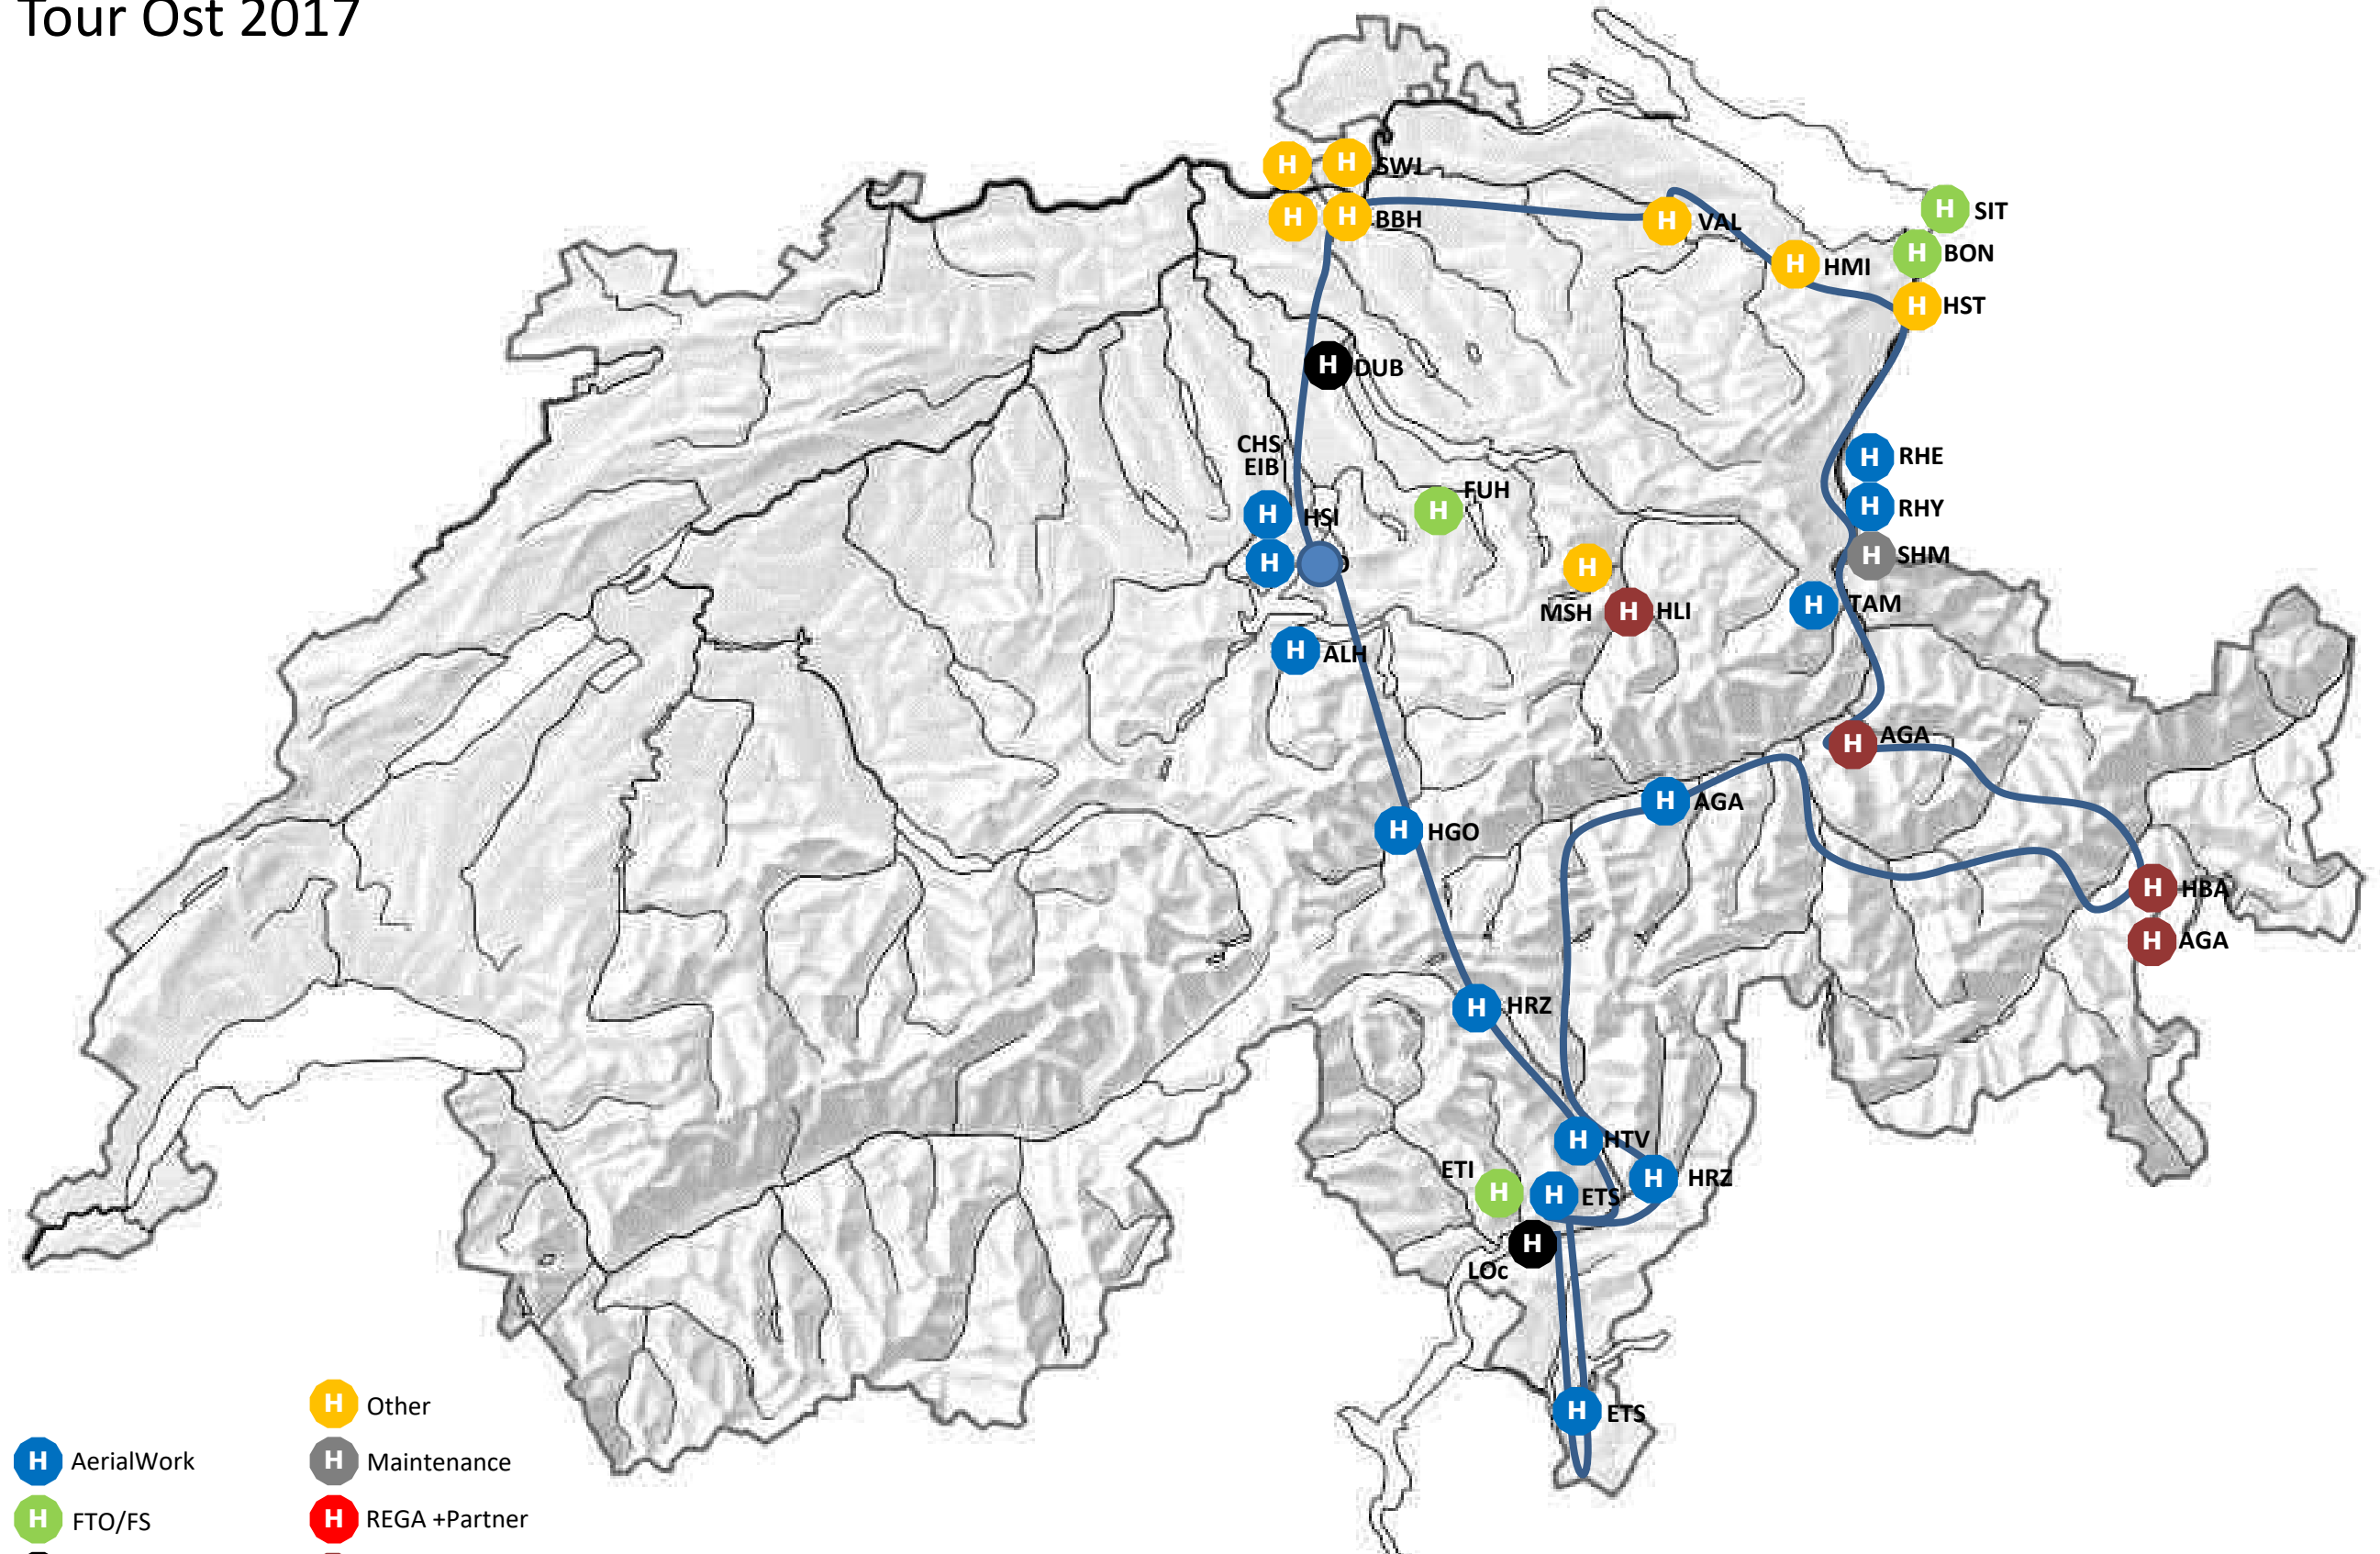 Tour Ost 2017
H H SWI
H H BBH
H VAL
H SIT
H BON
H HMI
H HST
H DUB
CHS
EIB
H RHE
H HSI
H FUH
H RHY
H
H SHM
H
MSH H HLI
H TAM
H ALH
H AGA
H AGA
H HGO
H HBA
H AGA
H HRZ
H HTV
ETI
H
H ETS
H HRZ
H
LOc
H ETS
H Other
H AerialWork
H Maintenance
H FTO/FS
H REGA +Partner